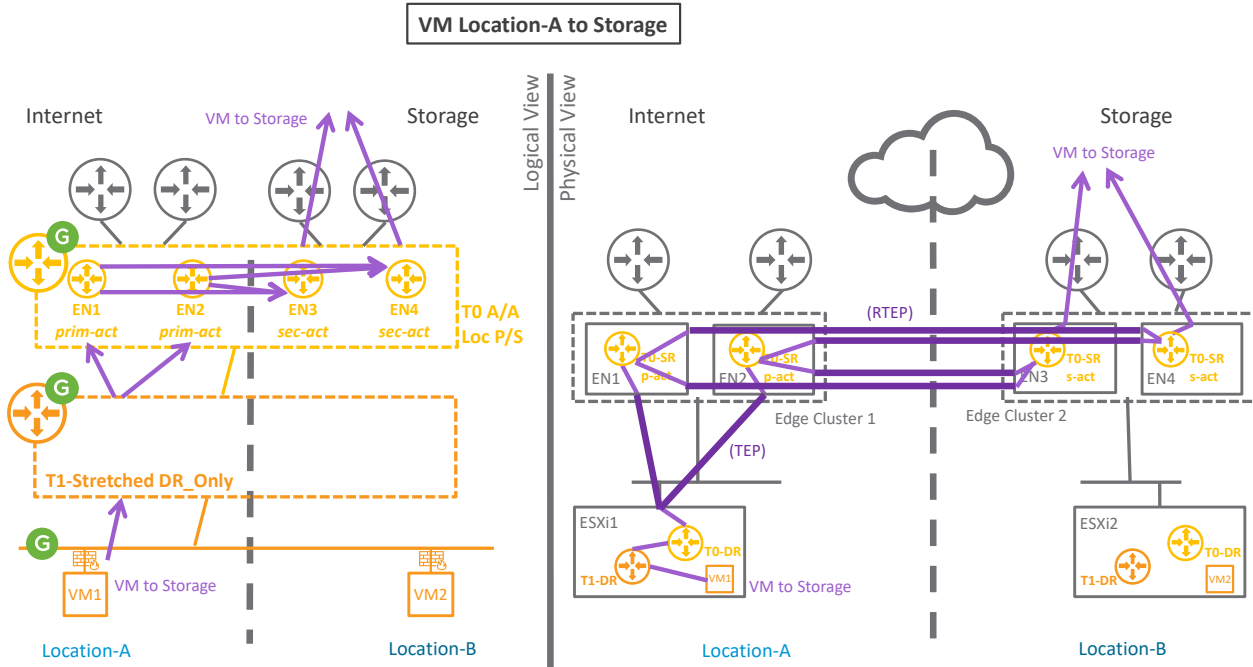 VM Location-A to Storage
Internet
VM to Storage
Storage
Logical View
G
EN1
EN2
EN3
EN4
prim-act
prim-act
sec-act
sec-act
T0 A/A
Loc P/S
G
T1-Stretched DR_Only
G
VM1
VM to Storage
VM2
Location-A
Location-B
Physical View
Internet
Storage
VM to Storage
(RTEP)
T0-SR
p-act
EN1
T0-SR
p-act
EN2
T0-SR
s-act
EN3
T0-SR
s-act
EN4
Edge Cluster 1
Edge Cluster 2
(TEP)
ESXi1
T0-DR
T1-DR
VM1
VM to Storage
ESXi2
T0-DR
T1-DR
VM2
Location-A
Location-B